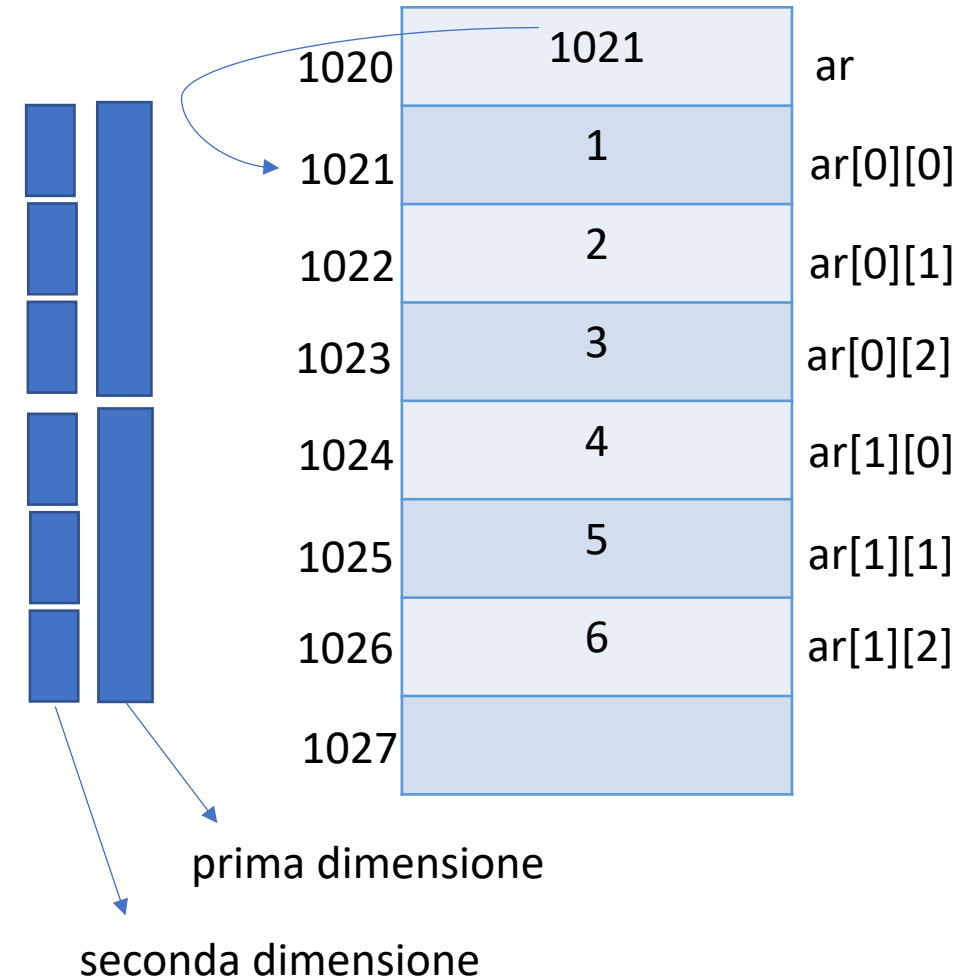 1020 1021 ar
1021 1 ar[0][0]
1022 2 ar[0][1]
1023 3 ar[0][2]
1024 4 ar[1][0]
1025 5 ar[1][1]
1026 6 ar[1][2]
1027
prima dimensione
seconda dimensione